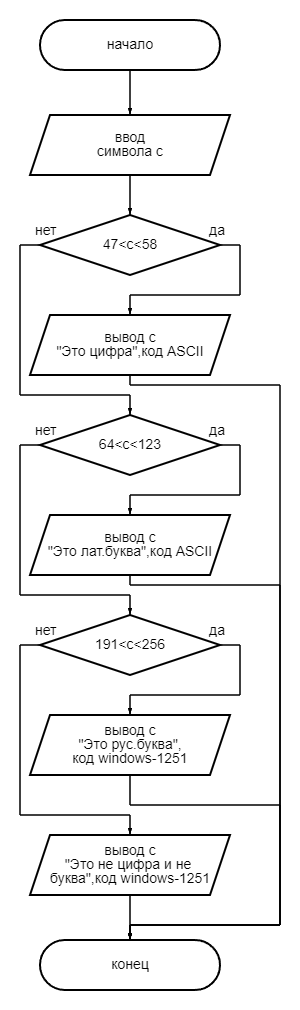 начало
ввод
символа с
нет
47<c<58
да
вывод с
"Это цифра",код ASCII
нет
64<c<123
да
вывод с
"Это лат.буква",код ASCII
нет
191<c<256
да
вывод с
"Это рус.буква",
код windows-1251
вывод с
"Это не цифра и не
буква",код windows-1251
конец